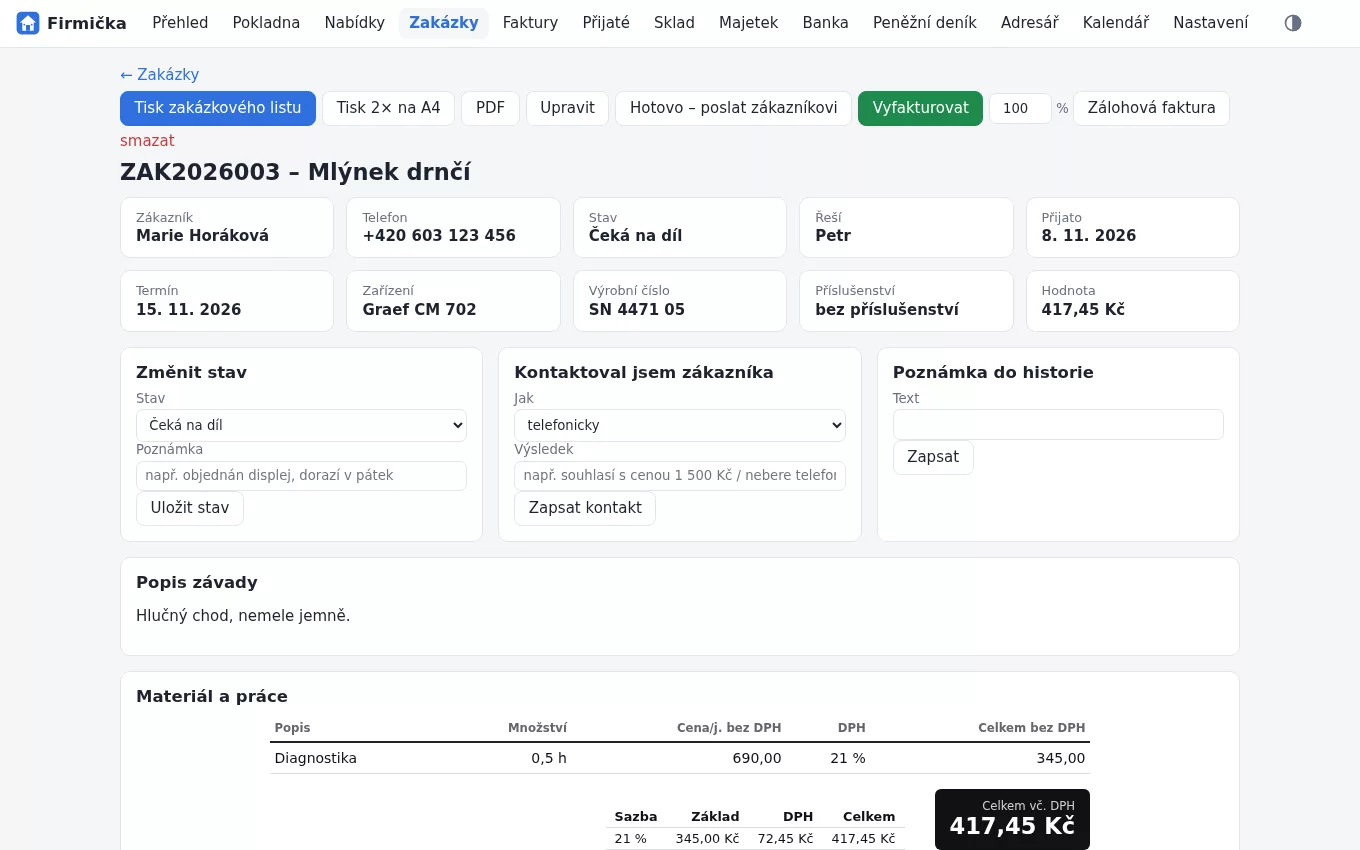 Firmička Přehled Pokladna Nabídky Zakázky Faktury Přijaté Sklad Majetek Banka Peněžní deník Adresář Kalendář Nastavení
← Zakázky
Tisk zakázkového listu Tisk 2× na A4 PDF Upravit Hotovo – poslat zákazníkovi Vyfakturovat 100 % Zálohová faktura
smazat
ZAK2026003 – Mlýnek drnčí
Zákazník Telefon Stav Řeší Přijato
Marie Horáková +420 603 123 456 Čeká na díl Petr 8. 11. 2026
Termín Zařízení Výrobní číslo Příslušenství Hodnota
15. 11. 2026 Graef CM 702 SN 4471 05 bez příslušenství 417,45 Kč
Změnit stav Kontaktoval jsem zákazníka Poznámka do historie
Stav Jak Text
Čeká na díl telefonicky
Poznámka Výsledek Zapsat
např. objednán displej, dorazí v pátek např. souhlasí s cenou 1 500 Kč / nebere telefon
Uložit stav Zapsat kontakt
Popis závady
Hlučný chod, nemele jemně.
Materiál a práce
Popis Množství Cena/j. bez DPH DPH Celkem bez DPH
Diagnostika 0,5 h 690,00 21 % 345,00
Celkem vč. DPH
Sazba Základ DPH Celkem 417,45 Kč
21 % 345,00 Kč 72,45 Kč 417,45 Kč